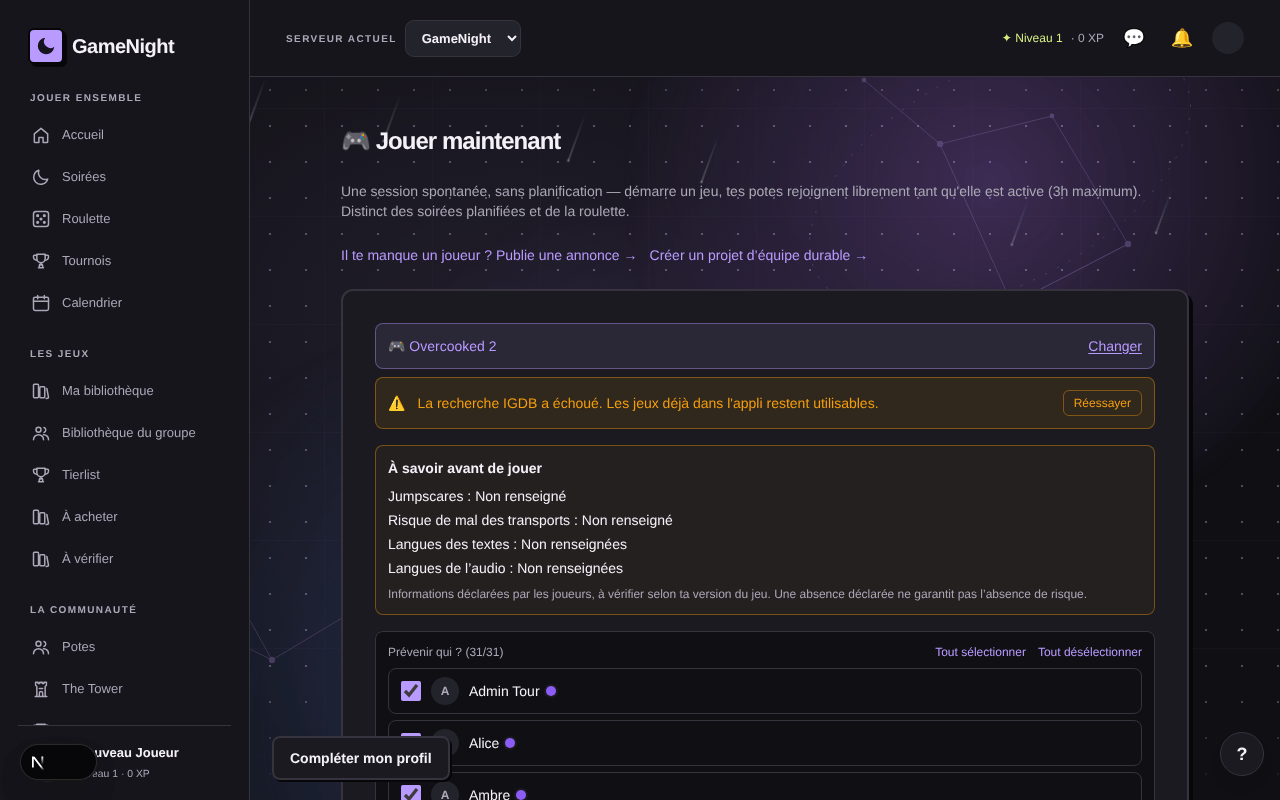 GameNight
JOUER ENSEMBLE
Accueil
Soirées
Roulette
Tournois
Calendrier
LES JEUX
Ma bibliothèque
Bibliothèque du groupe
Tierlist
À acheter
À vérifier
LA COMMUNAUTÉ
Potes
The Tower
uveau Joueur
eau 1 · 0 XP
N
SERVEUR ACTUEL
GameNight
✦ Niveau 1 · 0 XP
🎮 Jouer maintenant
Une session spontanée, sans planification — démarre un jeu, tes potes rejoignent librement tant qu'elle est active (3h maximum).
Distinct des soirées planifiées et de la roulette.
Il te manque un joueur ? Publie une annonce → Créer un projet d’équipe durable →
🎮 Overcooked 2 Changer
⚠️ La recherche IGDB a échoué. Les jeux déjà dans l'appli restent utilisables. Réessayer
À savoir avant de jouer
Jumpscares : Non renseigné
Risque de mal des transports : Non renseigné
Langues des textes : Non renseignées
Langues de l’audio : Non renseignées
Informations déclarées par les joueurs, à vérifier selon ta version du jeu. Une absence déclarée ne garantit pas l’absence de risque.
Prévenir qui ? (31/31) Tout sélectionner Tout désélectionner
A Admin Tour
Alice
Ambre
Compléter mon profil
?